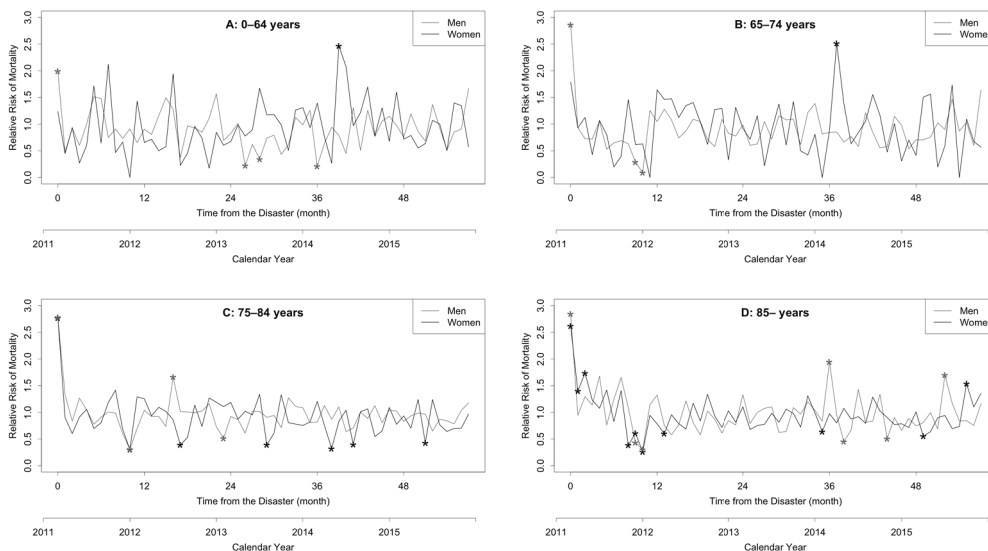 A: 0–64 years
Men
Women
Relative Risk of Mortality
0.0 0.5 1.0 1.5 2.0 2.5 3.0
0 12 24 36 48
Time from the Disaster (month)
2011 2012 2013 2014 2015
Calendar Year
B: 65–74 years
Men
Women
Relative Risk of Mortality
0.0 0.5 1.0 1.5 2.0 2.5 3.0
0 12 24 36 48
Time from the Disaster (month)
2011 2012 2013 2014 2015
Calendar Year
C: 75–84 years
Men
Women
Relative Risk of Mortality
0.0 0.5 1.0 1.5 2.0 2.5 3.0
0 12 24 36 48
Time from the Disaster (month)
2011 2012 2013 2014 2015
Calendar Year
D: 85– years
Men
Women
Relative Risk of Mortality
0.0 0.5 1.0 1.5 2.0 2.5 3.0
0 12 24 36 48
Time from the Disaster (month)
2011 2012 2013 2014 2015
Calendar Year